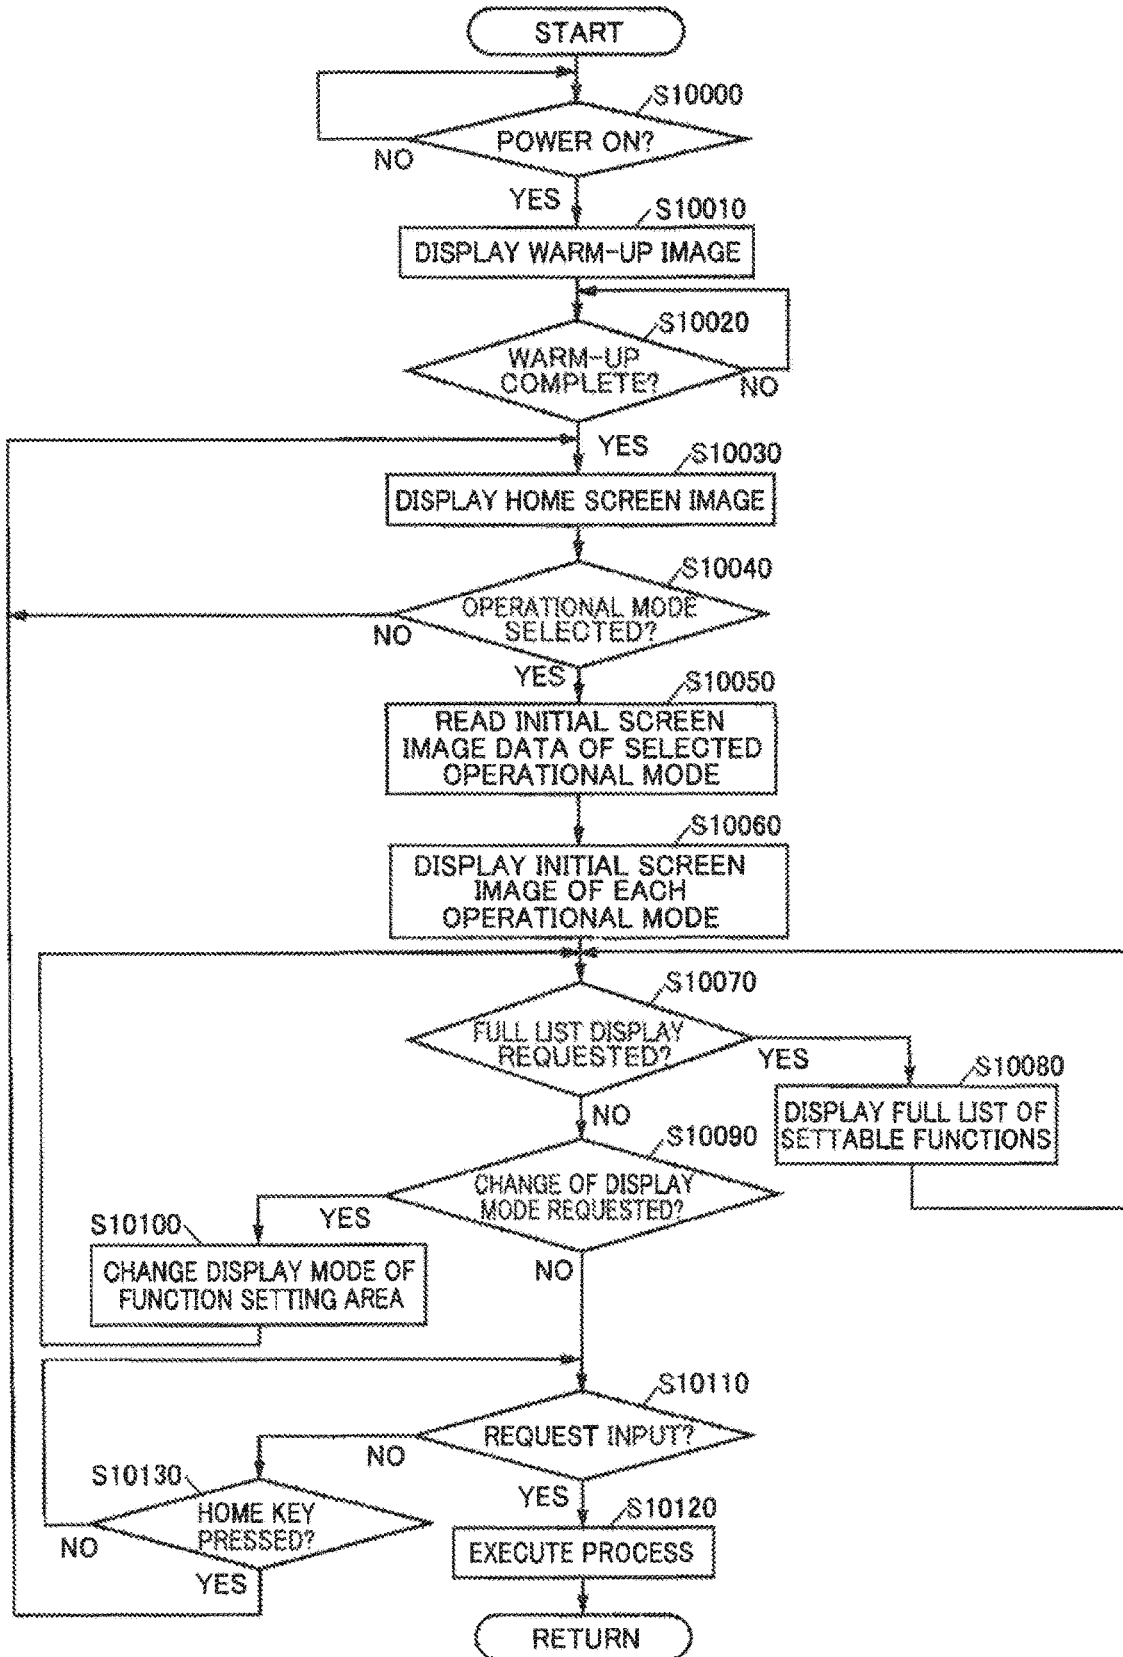 START
S10000
POWER ON?
NO
YES
S10010
DISPLAY WARM-UP IMAGE
S10020
WARM-UP
COMPLETE?
NO
YES
S10030
DISPLAY HOME SCREEN IMAGE
S10040
OPERATIONAL MODE
SELECTED?
NO
YES
S10050
READ INITIAL SCREEN
IMAGE DATA OF SELECTED
OPERATIONAL MODE
S10060
DISPLAY INITIAL SCREEN
IMAGE OF EACH
OPERATIONAL MODE
S10070
FULL LIST DISPLAY
REQUESTED?
YES
S10080
DISPLAY FULL LIST OF
SETTABLE FUNCTIONS
NO
S10090
CHANGE OF DISPLAY
MODE REQUESTED?
YES
S10100
CHANGE DISPLAY MODE OF
FUNCTION SETTING AREA
NO
S10110
REQUEST INPUT?
NO
S10130
HOME KEY
PRESSED?
NO
YES
YES
S10120
EXECUTE PROCESS
RETURN